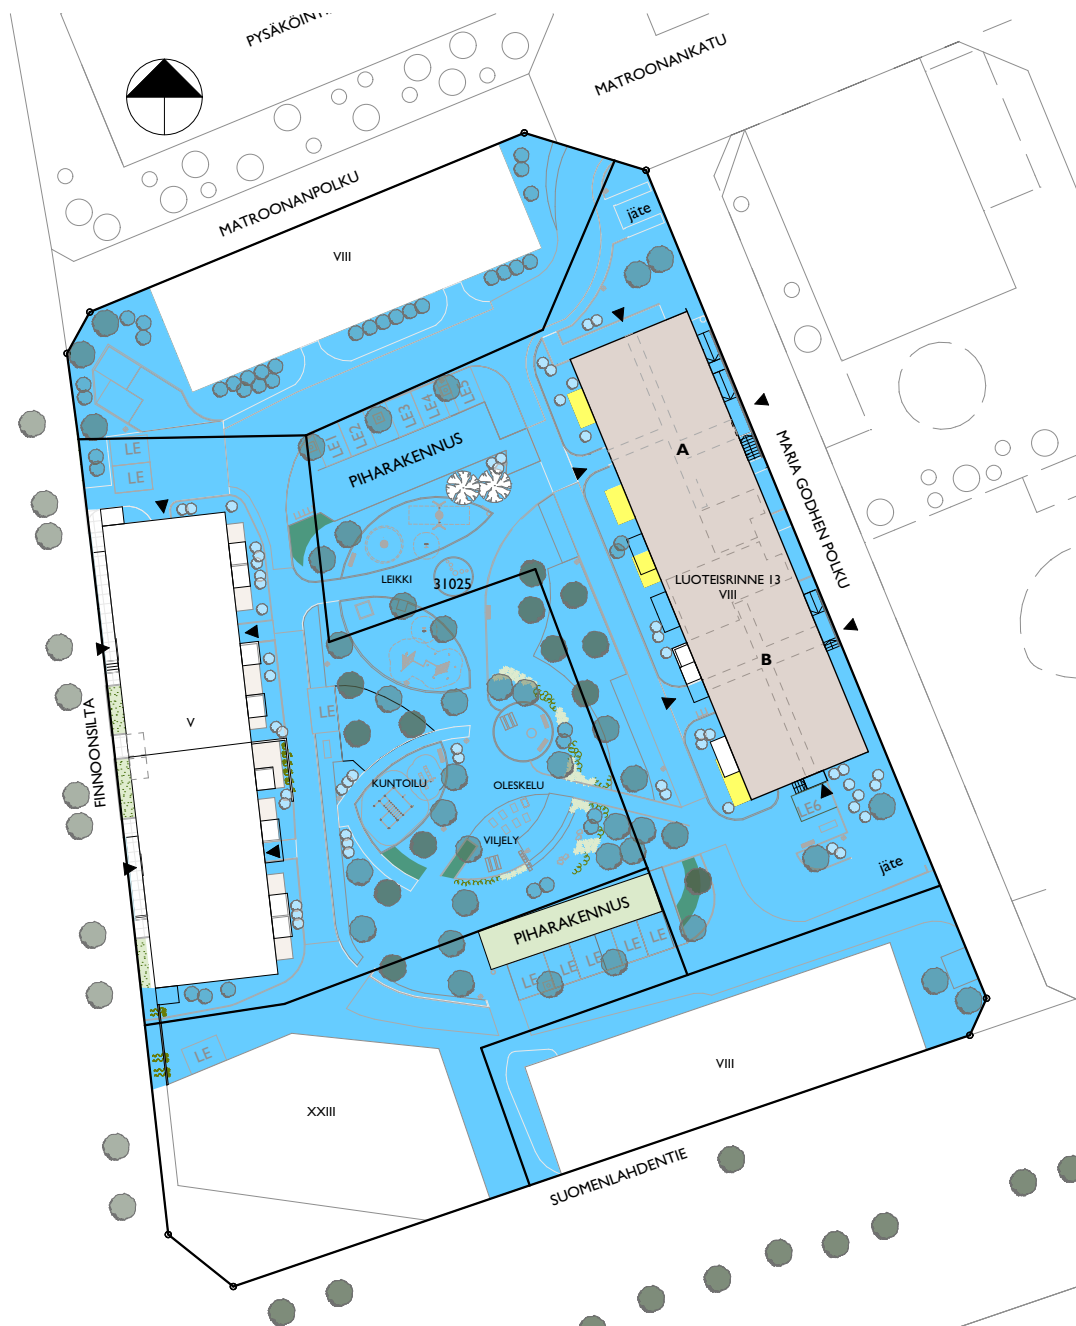 MATROONANKATU
MATROONANPOLKU
jäte
VIII
LE1
LE2
LE3
LE4
LE5
PIHARAKENNUS
LE
LE
A
MARIA GODHEN POLKU
LEIKKI
31025
LUOTEISRINNE 13
VIII
B
FINNOONSILTA
V
LE
KUNTOILU
OLESKELU
LE6
VILJELY
jäte
PIHARAKENNUS
LE
LE
LE
LE
LE
LE
VIII
XXIII
SUOMENLAHDENTIE